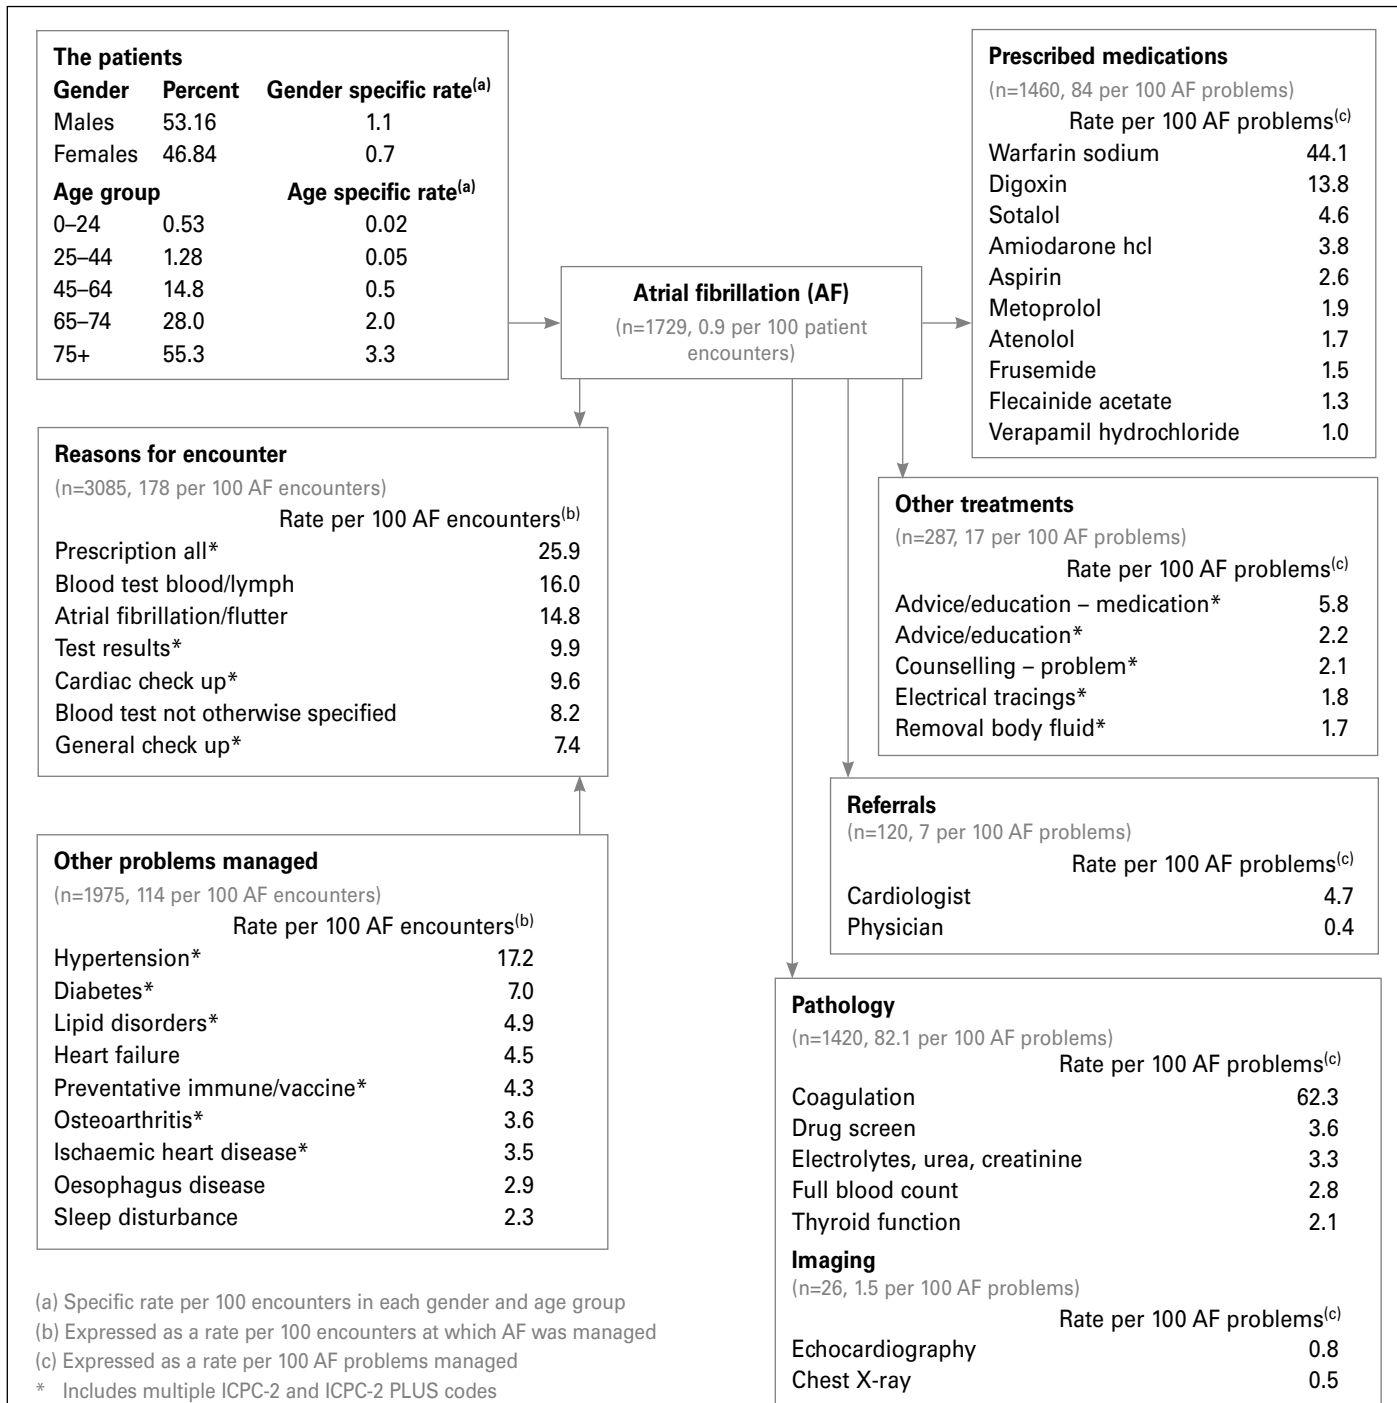 The patients
Gender Percent Gender specific rate(a)
Males 53.16 1.1
Females 46.84 0.7
Age group Age specific rate(a)
0–24 0.53 0.02
25–44 1.28 0.05
45–64 14.8 0.5
65–74 28.0 2.0
75+ 55.3 3.3
Atrial fibrillation (AF)
(n=1729, 0.9 per 100 patient
encounters)
Prescribed medications
(n=1460, 84 per 100 AF problems)
Rate per 100 AF problems(c)
Warfarin sodium 44.1
Digoxin 13.8
Sotalol 4.6
Amiodarone hcl 3.8
Aspirin 2.6
Metoprolol 1.9
Atenolol 1.7
Frusemide 1.5
Flecainide acetate 1.3
Verapamil hydrochloride 1.0
Reasons for encounter
(n=3085, 178 per 100 AF encounters)
Rate per 100 AF encounters(b)
Prescription all* 25.9
Blood test blood/lymph 16.0
Atrial fibrillation/flutter 14.8
Test results* 9.9
Cardiac check up* 9.6
Blood test not otherwise specified 8.2
General check up* 7.4
Other treatments
(n=287, 17 per 100 AF problems)
Rate per 100 AF problems(c)
Advice/education – medication* 5.8
Advice/education* 2.2
Counselling – problem* 2.1
Electrical tracings* 1.8
Removal body fluid* 1.7
Referrals
(n=120, 7 per 100 AF problems)
Rate per 100 AF problems(c)
Cardiologist 4.7
Physician 0.4
Other problems managed
(n=1975, 114 per 100 AF encounters)
Rate per 100 AF encounters(b)
Hypertension* 17.2
Diabetes* 7.0
Lipid disorders* 4.9
Heart failure 4.5
Preventative immune/vaccine* 4.3
Osteoarthritis* 3.6
Ischaemic heart disease* 3.5
Oesophagus disease 2.9
Sleep disturbance 2.3
Pathology
(n=1420, 82.1 per 100 AF problems)
Rate per 100 AF problems(c)
Coagulation 62.3
Drug screen 3.6
Electrolytes, urea, creatinine 3.3
Full blood count 2.8
Thyroid function 2.1
Imaging
(n=26, 1.5 per 100 AF problems)
Rate per 100 AF problems(c)
Echocardiography 0.8
Chest X-ray 0.5
(a) Specific rate per 100 encounters in each gender and age group
(b) Expressed as a rate per 100 encounters at which AF was managed
(c) Expressed as a rate per 100 AF problems managed
* Includes multiple ICPC-2 and ICPC-2 PLUS codes